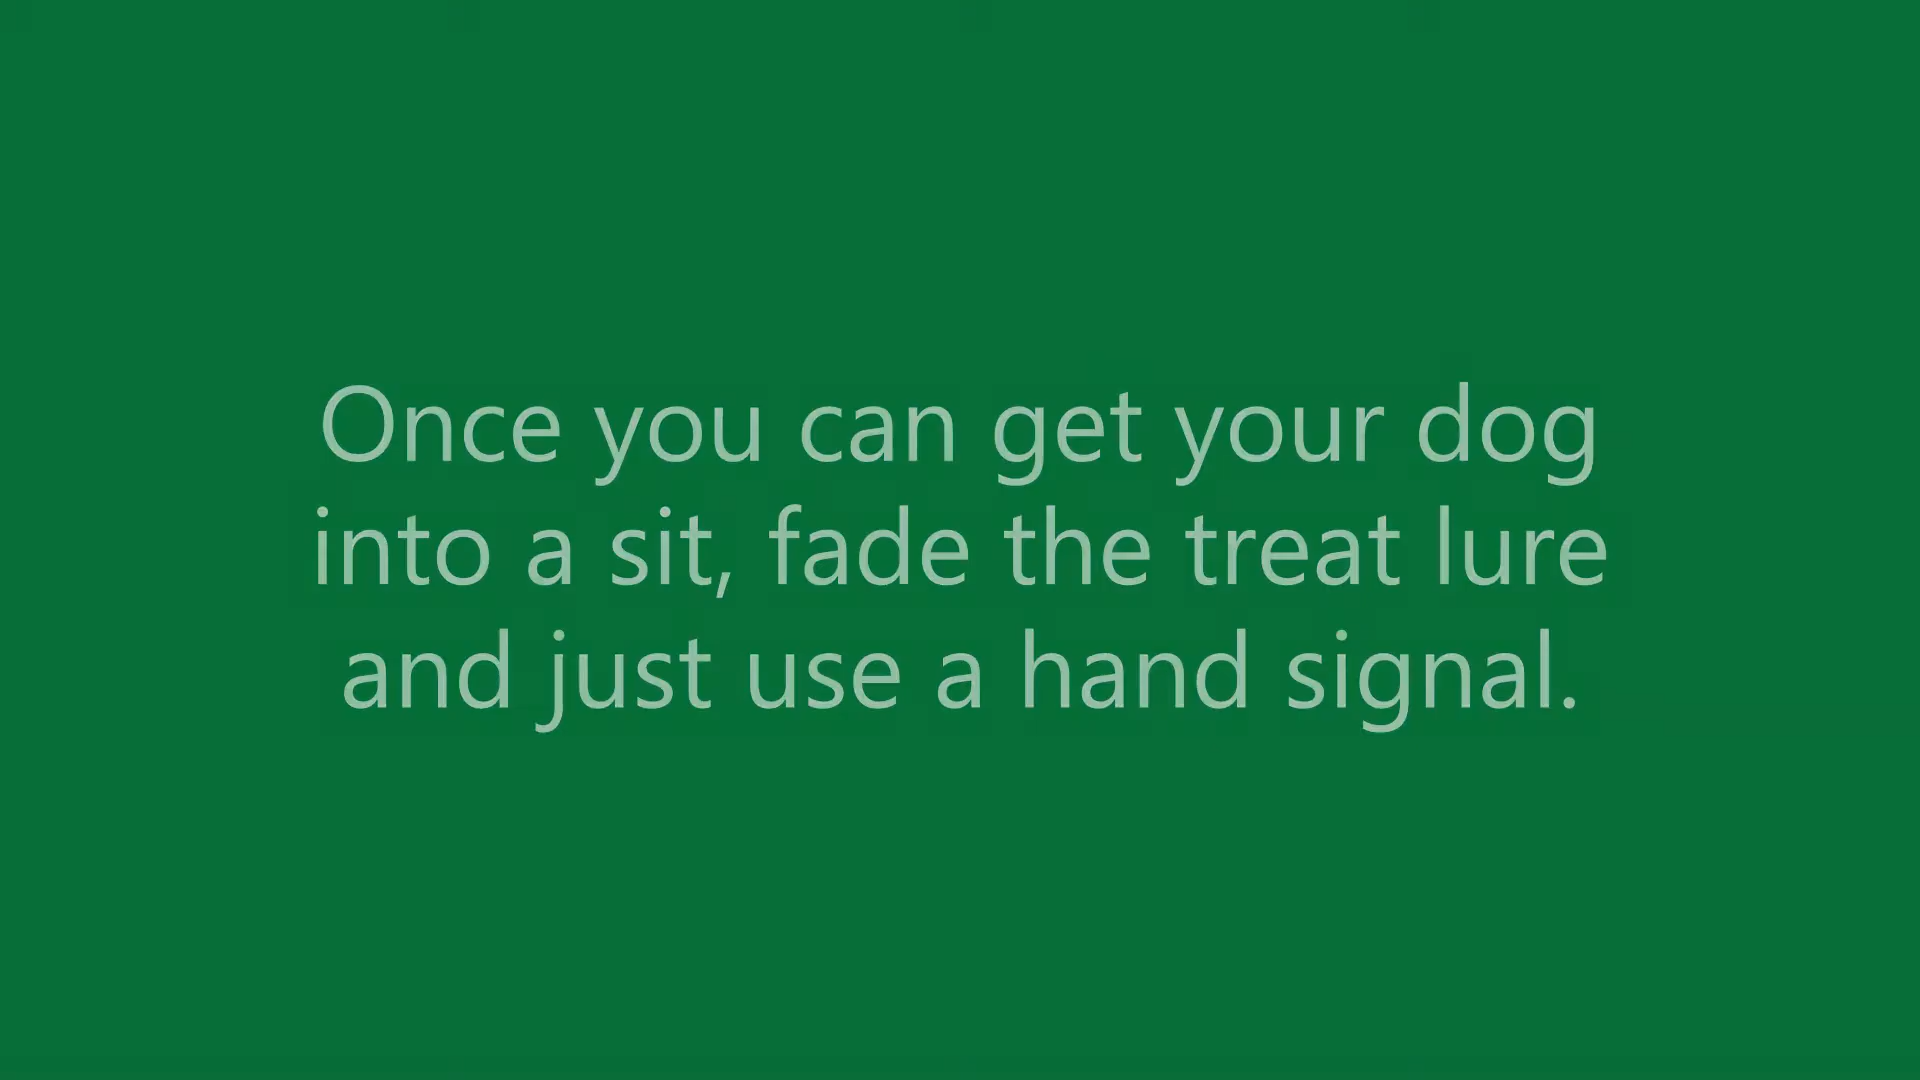 Once you can get your dog
into a sit, fade the treat lure
and just use a hand signal.